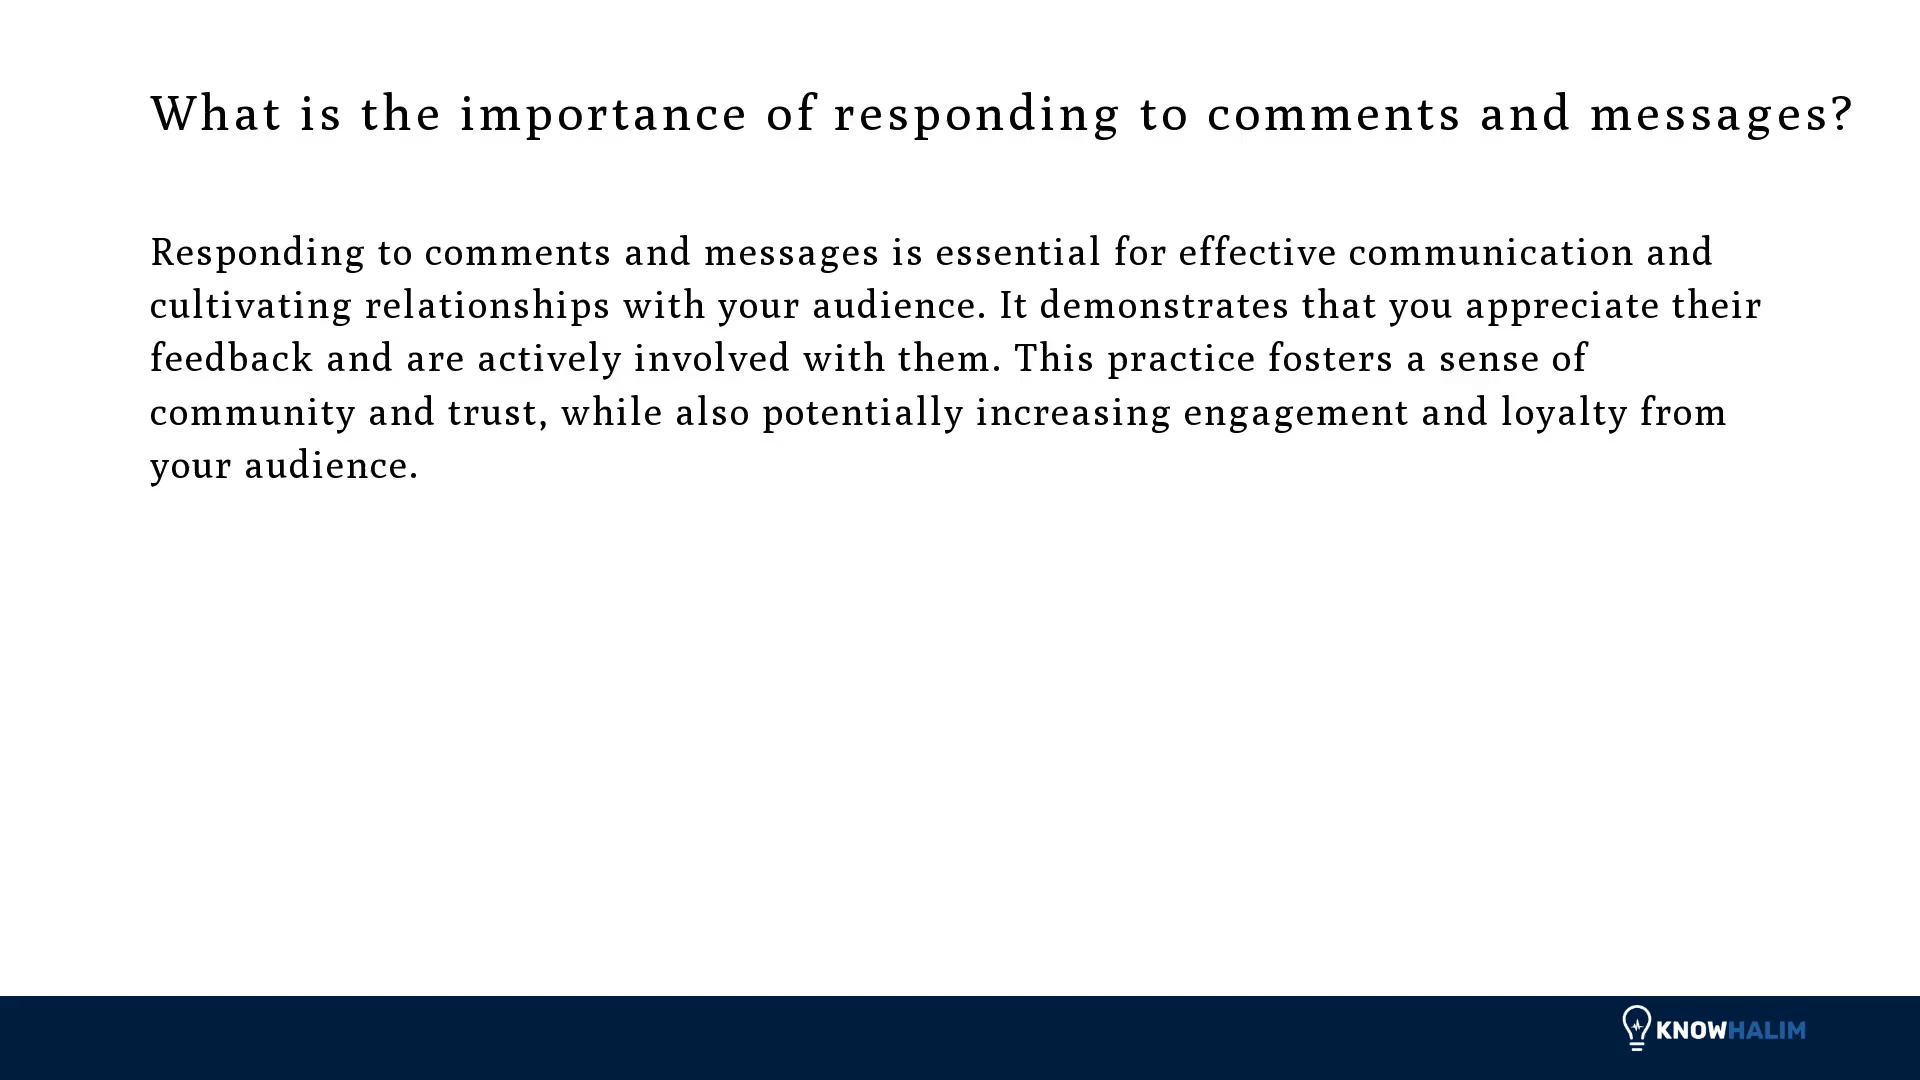 What is the importance of responding to comments and messages?
Responding to comments and messages is essential for effective communication and
cultivating relationships with your audience. It demonstrates that you appreciate their
feedback and are actively involved with them. This practice fosters a sense of
community and trust, while also potentially increasing engagement and loyalty from
your audience.
KNOWHALIM